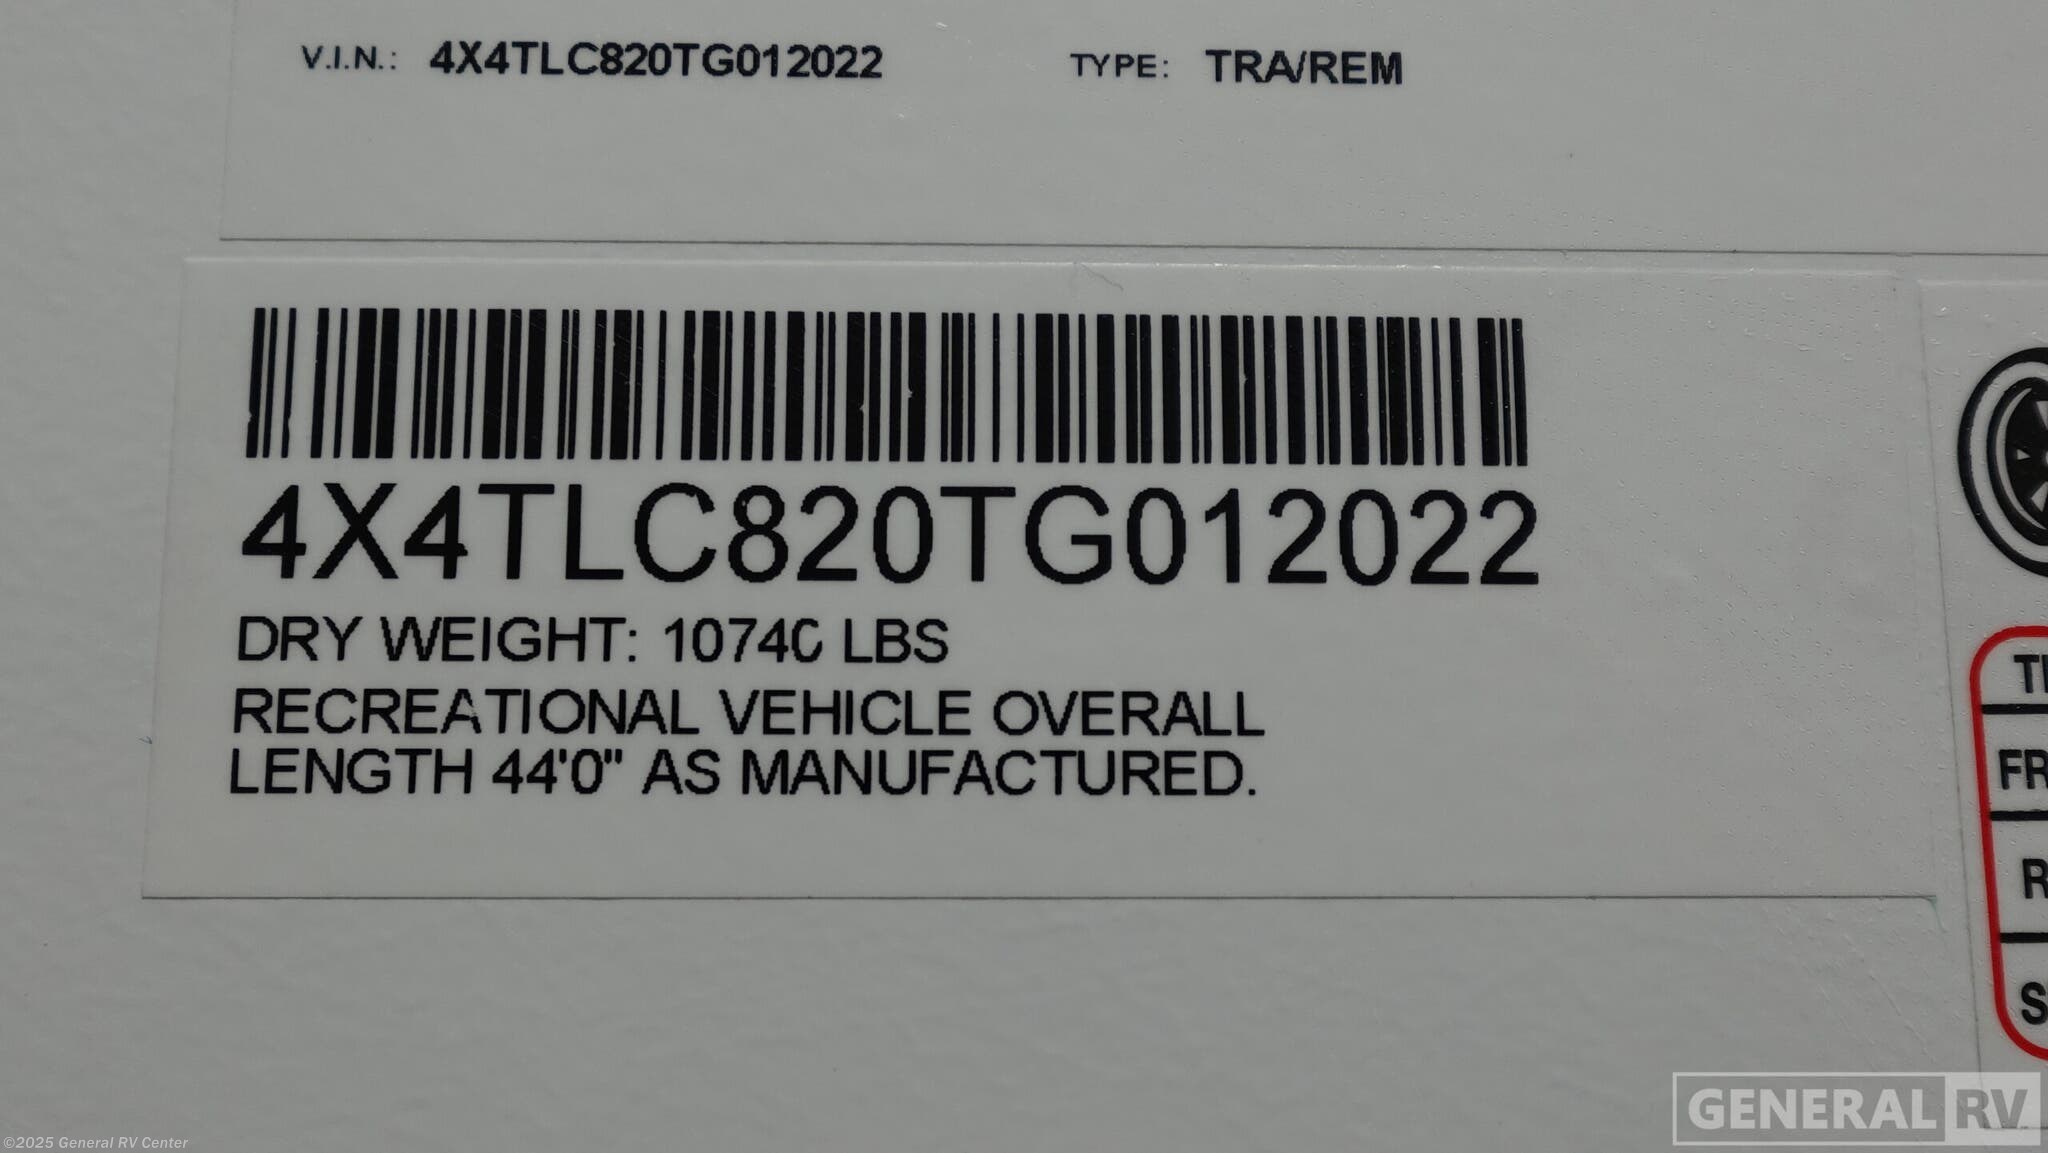 V.I.N.: 4X4TLC820TG012022 TYPE: TRA/REM
4X4TLC820TG012022
DRY WEIGHT: 10740 LBS
RECREATIONAL VEHICLE OVERALL
LENGTH 44'0" AS MANUFACTURED.
FR
R
S
GENERAL RV
©2025 General RV Center